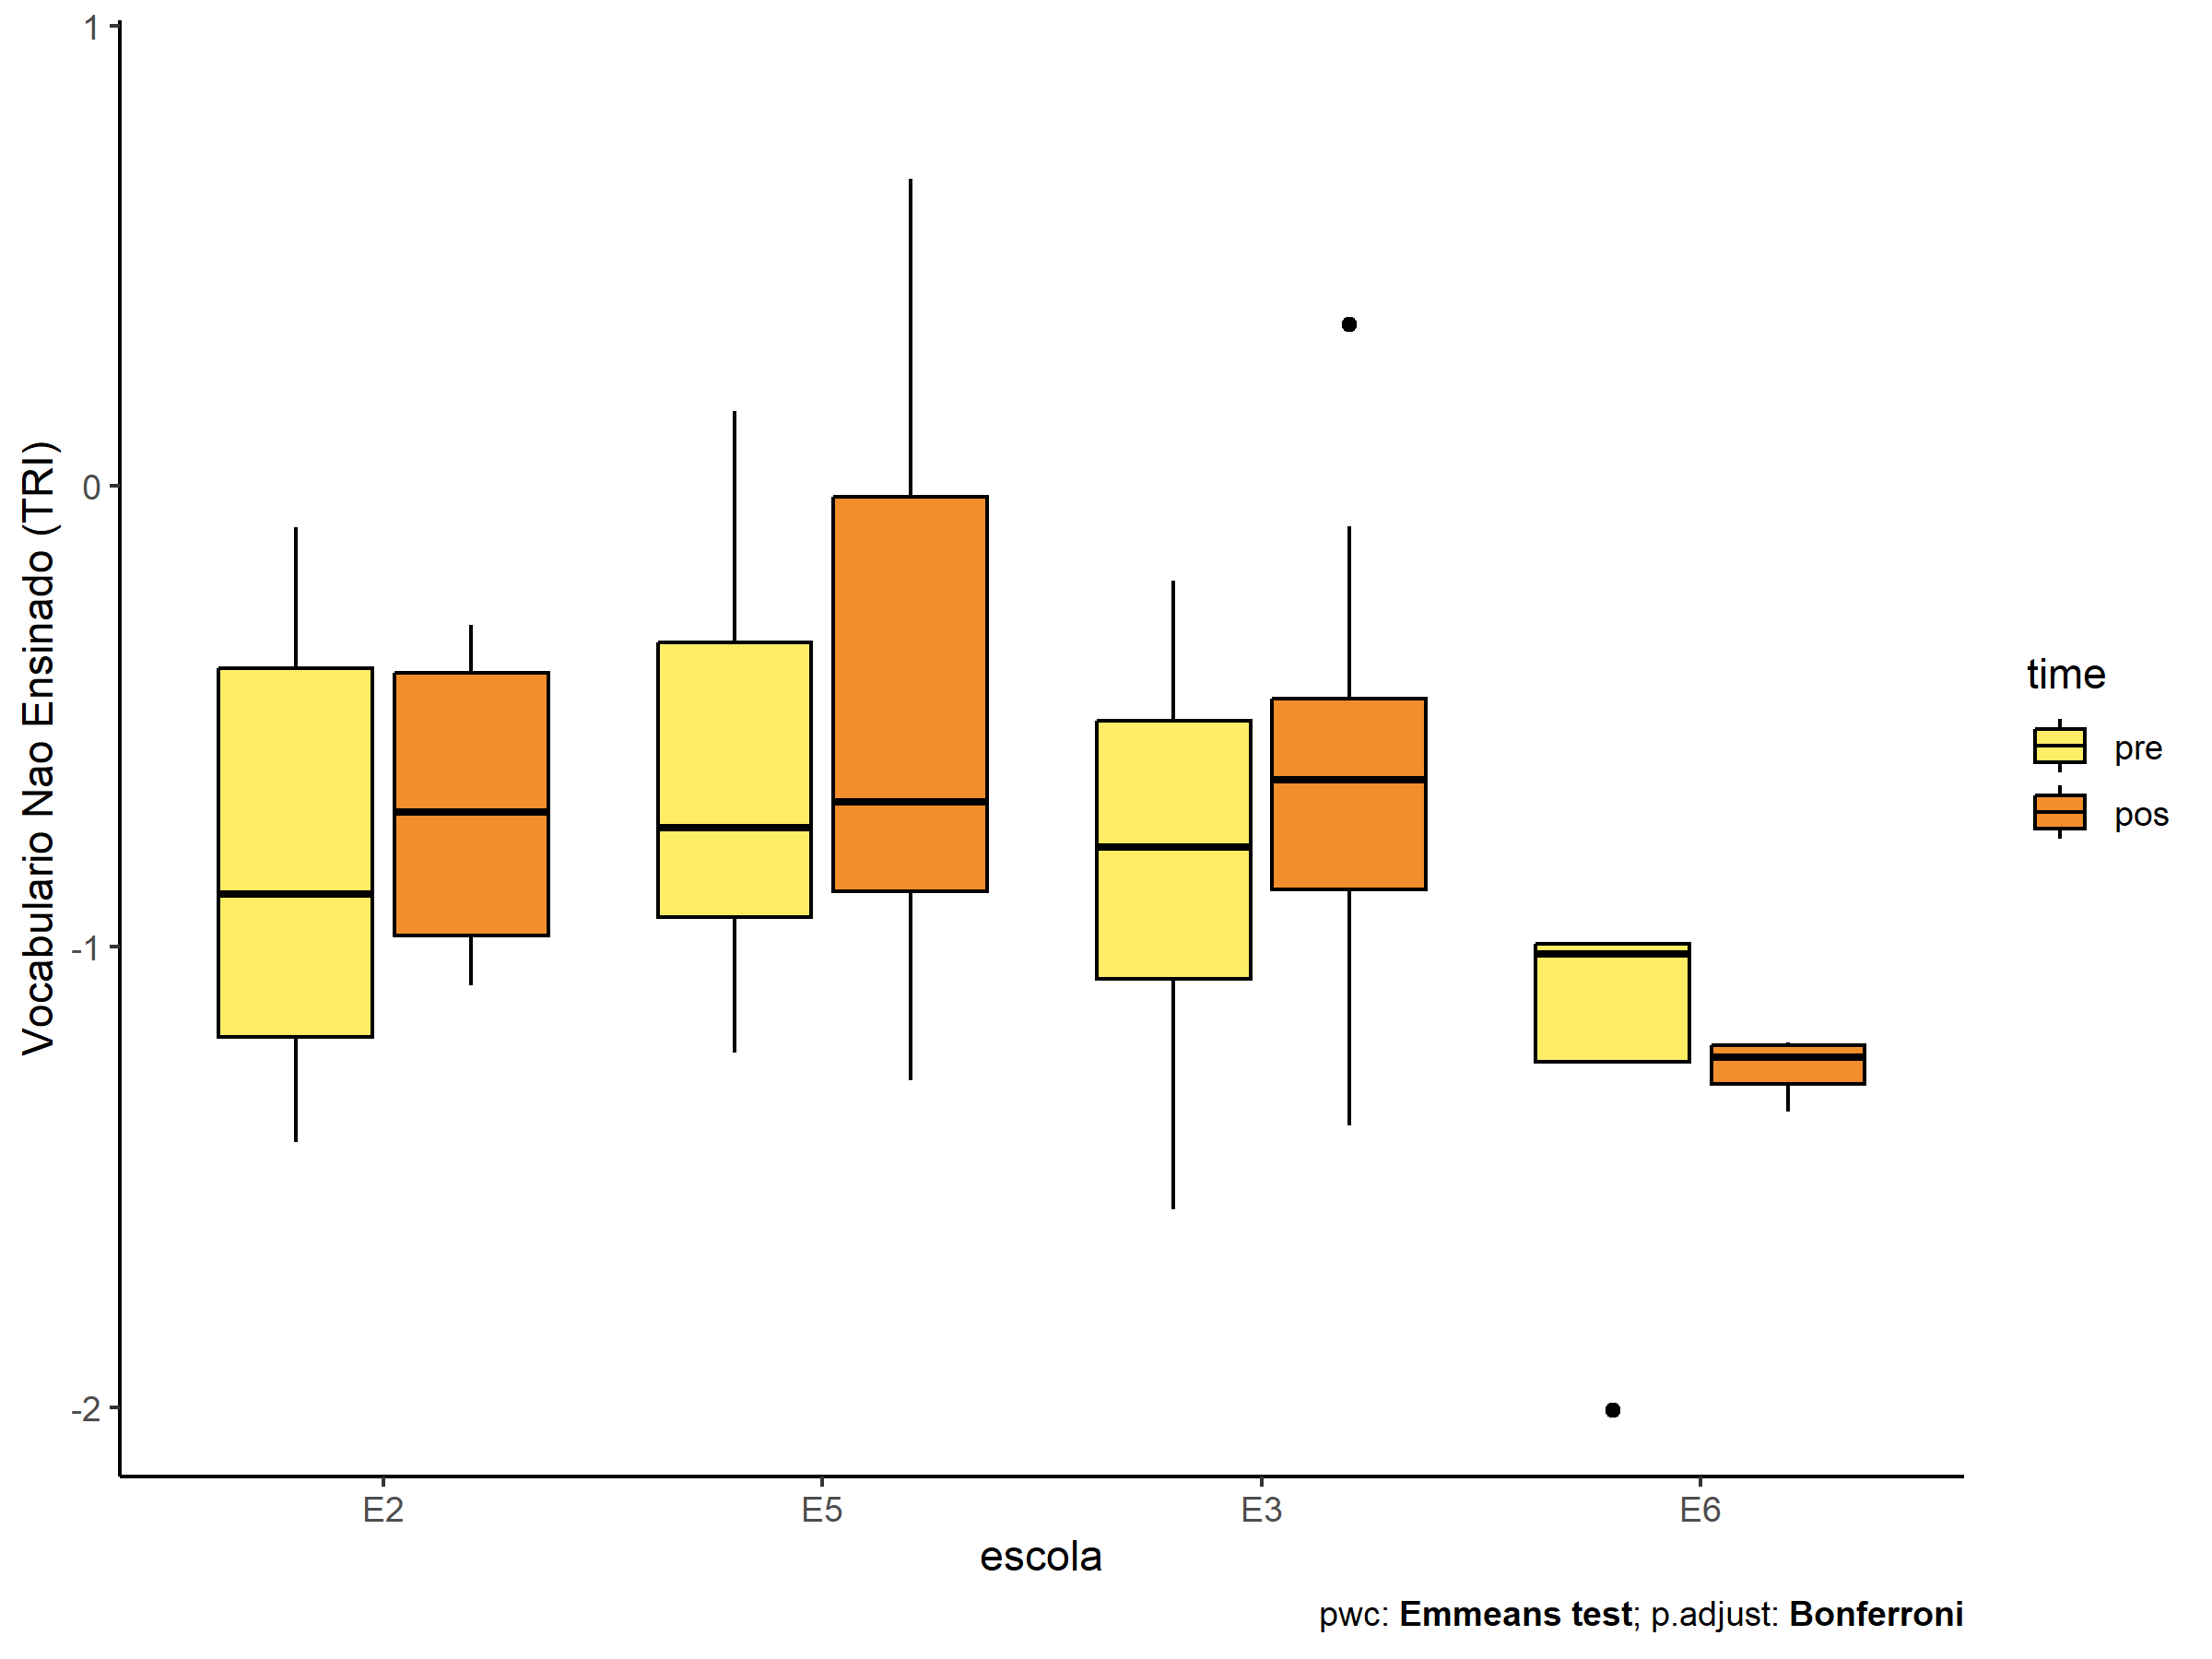 Vocabulario Nao Ensinado (TRI)
1
0
-1
-2
E2
E5
E3
E6
escola
time
pre
pos
pwc: Emmeans test; p.adjust: Bonferroni